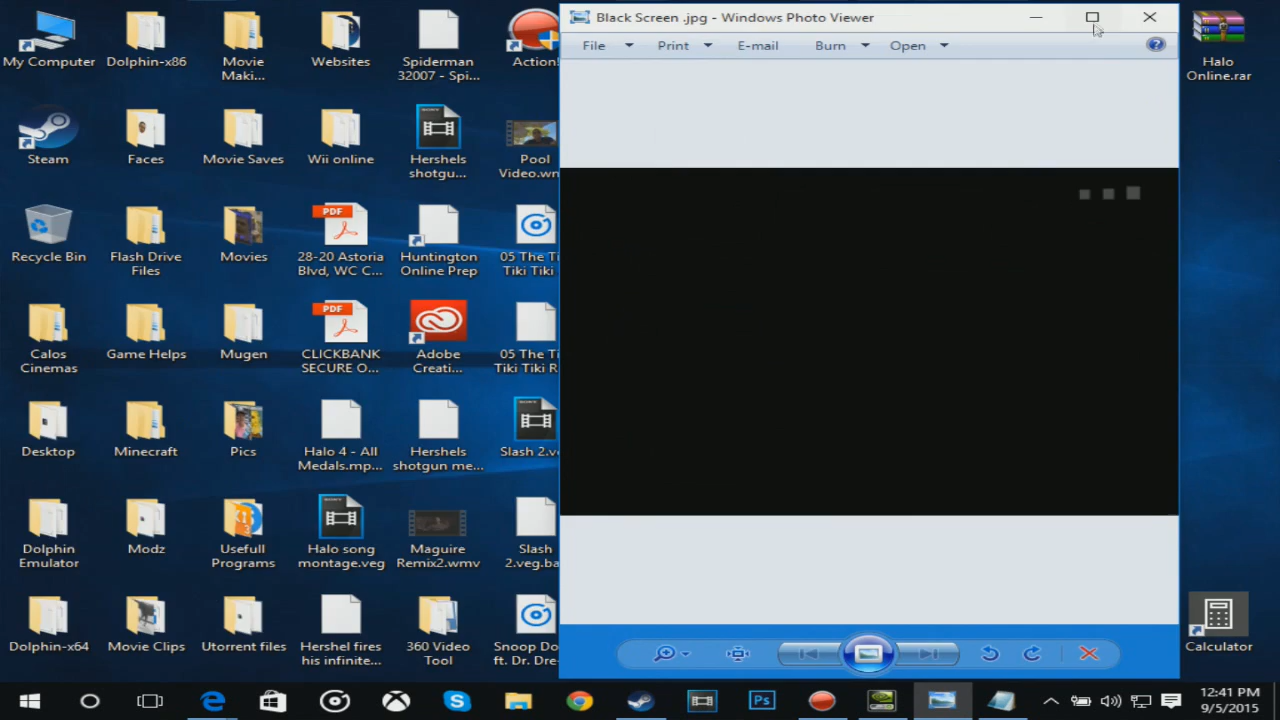 Black Screen .jpg - Windows Photo Viewer
File Print E-mail Burn Open
My Computer
Dolphin-x86
Movie
Maki...
Websites
Spiderman
32007 - Spi...
Action!
Halo
Online.rar
Steam
Faces
Movie Saves
Wii online
SONY
Hershels
shotgu...
Pool
Video.wm
Recycle Bin
Flash Drive
Files
Movies
PDF
28-20 Astoria
Blvd, WC C...
Huntington
Online Prep
05 The Ti
Tiki Tiki
Calos
Cinemas
Game Helps
Mugen
PDF
CLICKBANK
SECURE O...
Adobe
Creati...
05 The Ti
Tiki Tiki R
Desktop
Minecraft
Pics
Halo 4 - All
Medals.mp...
Hershels
shotgun me...
Slash 2.ve
Dolphin
Emulator
Modz
Usefull
Programs
Halo song
montage.veg
Maguire
Remix2.wmv
Slash
2.veg.ba
Dolphin-x64
Movie Clips
Utorrent files
Hershel fires
his infinite...
360 Video
Tool
Snoop Do
ft. Dr. Dre-
Calculator
Ps
12:41 PM
9/5/2015